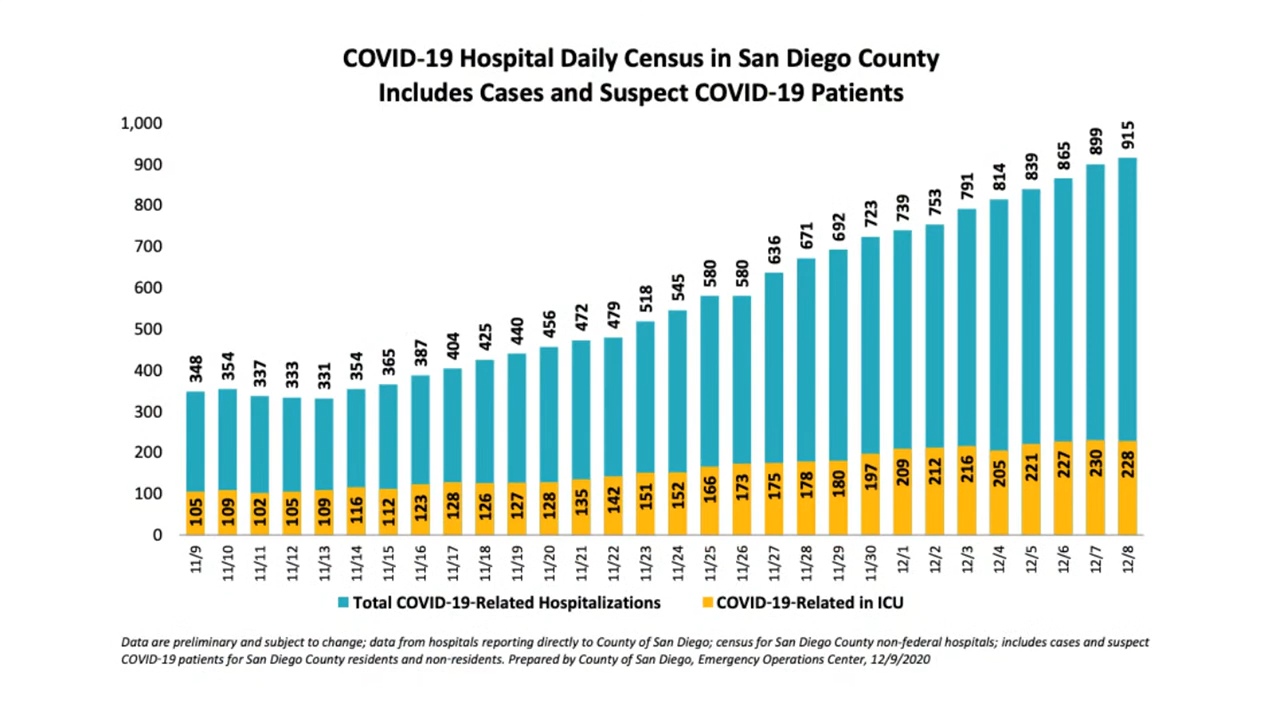 COVID-19 Hospital Daily Census in San Diego County
Includes Cases and Suspect COVID-19 Patients
1,000
900
800
700
600
500
400
300
200
100
0
348 354 337 333 331 354 365 387 404 425 440 456 472 479 518 545 580 580 636 671 692 723 739 753 791 814 839 865 899 915
105 109 102 105 109 116 112 123 128 126 127 128 135 142 151 152 166 173 175 178 180 197 209 212 216 205 221 227 230 228
11/9 11/10 11/11 11/12 11/13 11/14 11/15 11/16 11/17 11/18 11/19 11/20 11/21 11/22 11/23 11/24 11/25 11/26 11/27 11/28 11/29 11/30 12/1 12/2 12/3 12/4 12/5 12/6 12/7 12/8
Total COVID-19-Related Hospitalizations COVID-19-Related in ICU
Data are preliminary and subject to change; data from hospitals reporting directly to County of San Diego; census for San Diego County non-federal hospitals; includes cases and suspect
COVID-19 patients for San Diego County residents and non-residents. Prepared by County of San Diego, Emergency Operations Center, 12/9/2020